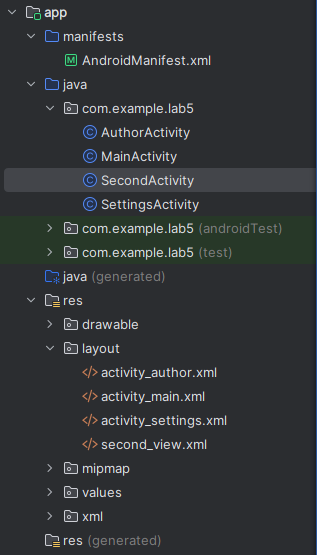 app
manifests
AndroidManifest.xml
java
com.example.lab5
AuthorActivity
MainActivity
SecondActivity
SettingsActivity
com.example.lab5 (androidTest)
com.example.lab5 (test)
java (generated)
res
drawable
layout
activity_author.xml
activity_main.xml
activity_settings.xml
second_view.xml
mipmap
values
xml
res (generated)